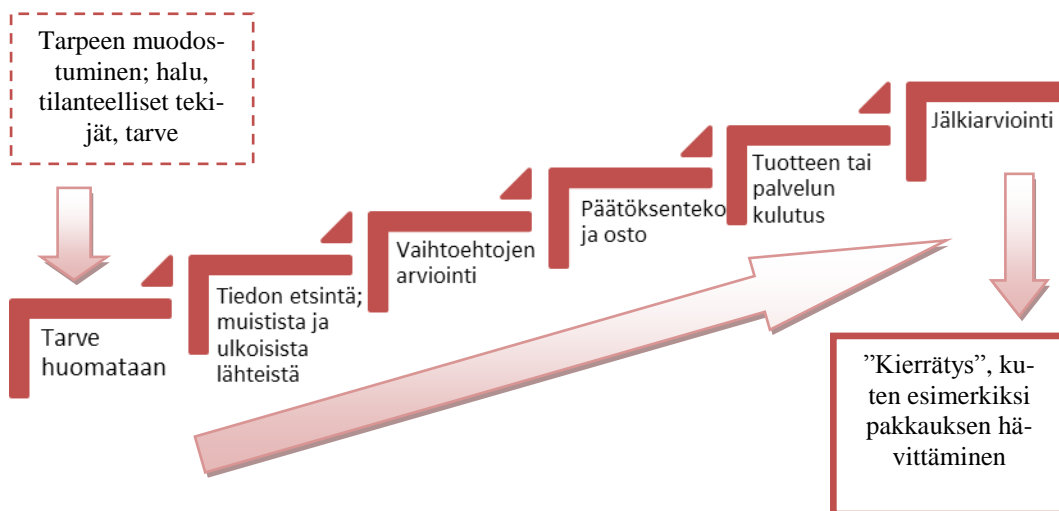 Tarpeen muodos-
tuminen; halu,
tilanteelliset teki-
jät, tarve
Tarve
huomataan
Tiedon etsintä;
muistista ja
ulkoisista
lähteistä
Vaihtoehtojen
arviointi
Päätöksenteko
ja osto
Tuotteen tai
palvelun
kulutus
Jälkiarviointi
”Kierrätys”, ku-
ten esimerkiksi
pakkauksen hä-
vittäminen